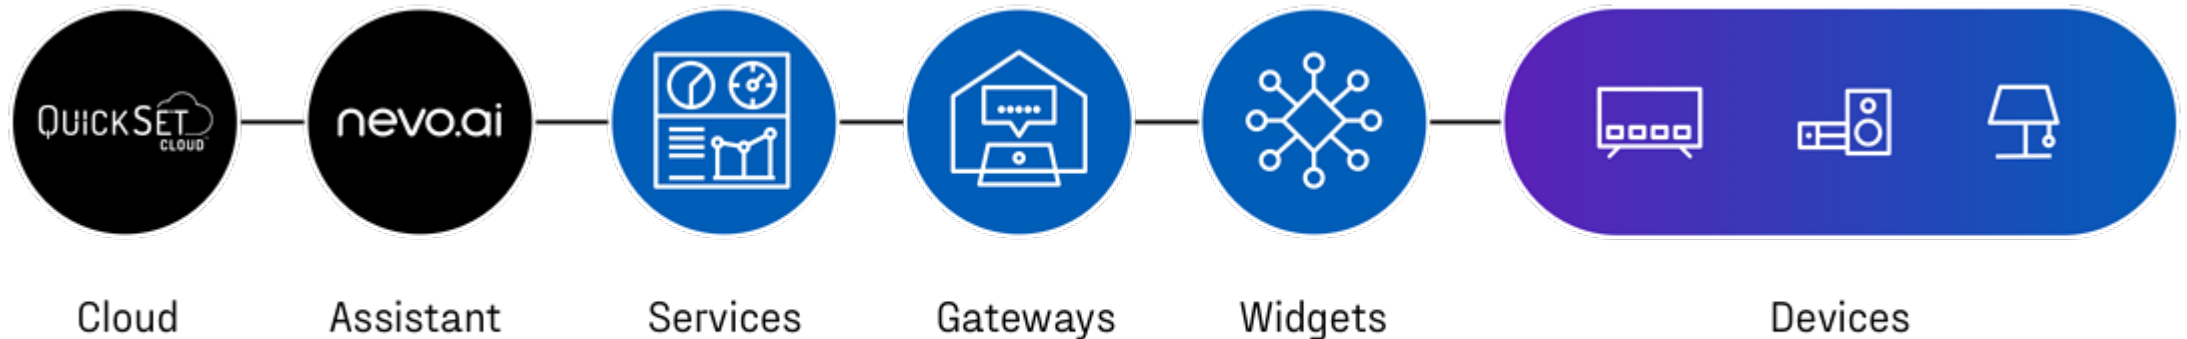 QUICKSET
CLOUD
nevo.ai
Cloud
Assistant
Services
Gateways
Widgets
Devices